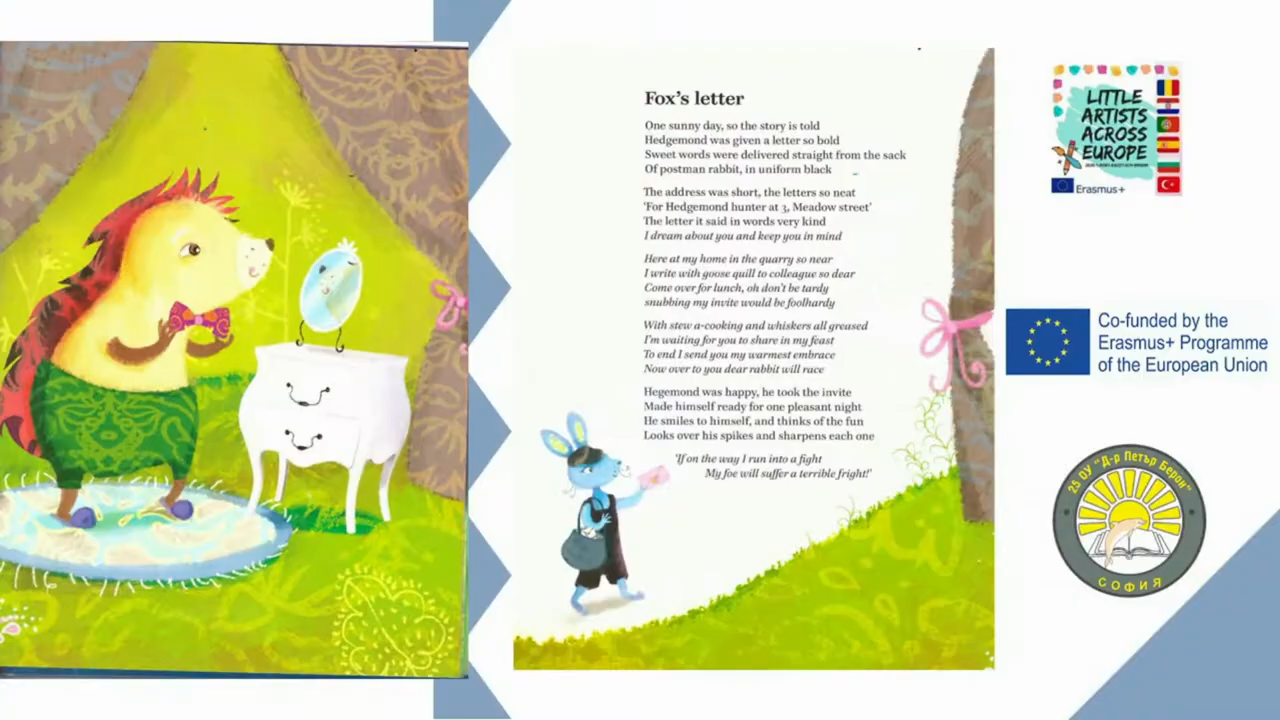 Fox's letter
One sunny day, so the story is told
Hedgemond was given a letter so bold
Sweet words were delivered straight from the sack
Of postman rabbit, in uniform black
The address was short, the letters so neat
'For Hedgemond hunter at 3, Meadow street'
The letter it said in words very kind
I dream about you and keep you in mind
Here at my home in the quarry so near
I write with goose quill to colleague so dear
Come over for lunch, oh don't be tardy
snubbing my invite would be foolhardy
With stew a-cooking and whiskers all greased
I'm waiting for you to share in my feast
To end I send you my warmest embrace
Now over to you dear rabbit will race
Hegemond was happy, he took the invite
Made himself ready for one pleasant night
He smiles to himself, and thinks of the fun
Looks over his spikes and sharpens each one
'If on the way I run into a fight
My foe will suffer a terrible fright!'
LITTLE
ARTISTS
ACROSS
EUROPE
Erasmus+
Co-funded by the
Erasmus+ Programme
of the European Union
25 ОУ "Д-р Петър Берон"
СОФИЯ